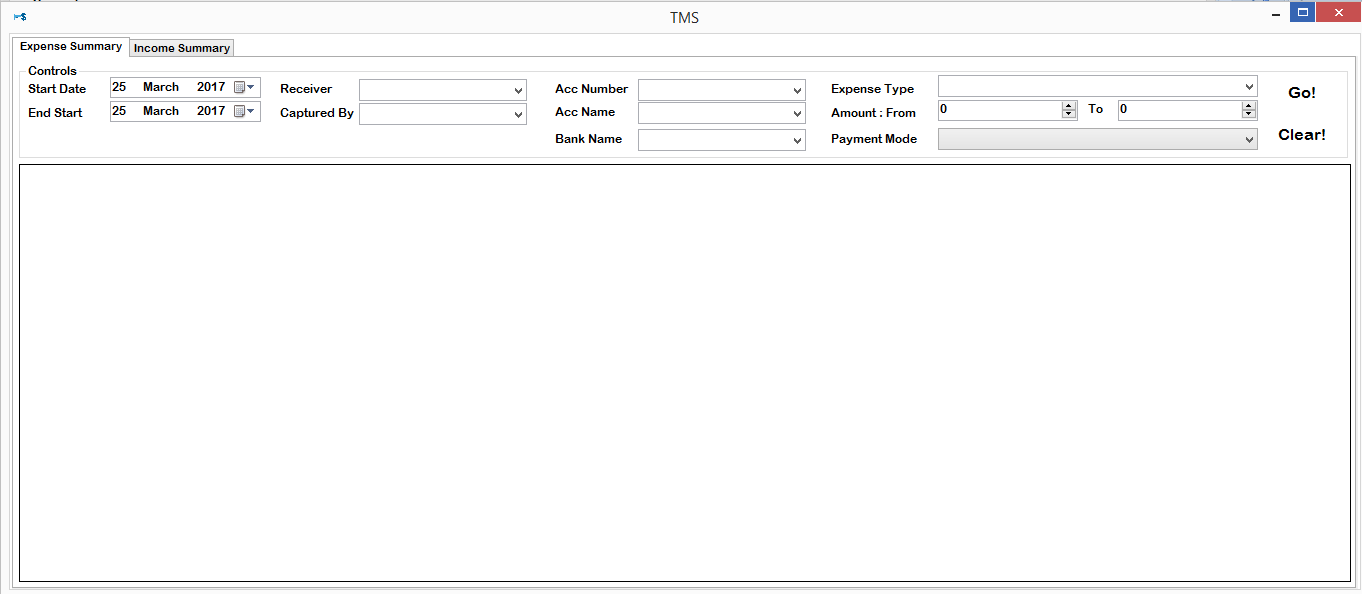 TMS
Expense Summary Income Summary
Controls
Start Date 25 March 2017 Receiver Acc Number Expense Type Go!
End Start 25 March 2017 Captured By Acc Name Amount : From 0 To 0
Bank Name Payment Mode Clear!